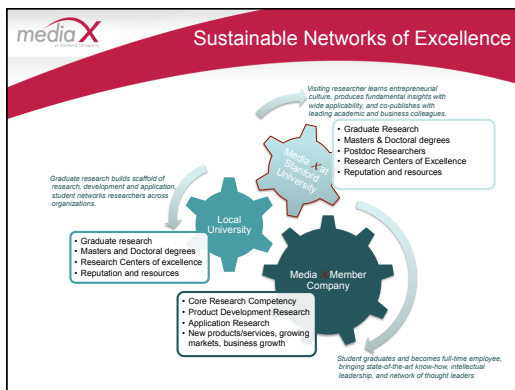 media X
at Stanford University
Sustainable Networks of Excellence
Visiting researcher learns entrepreneurial
culture, produces fundamental insights with
wide applicability, and co-publishes with
leading academic and business colleagues.
Media X at
Stanford
University
• Graduate Research
• Masters & Doctoral degrees
• Postdoc Researchers
• Research Centers of Excellence
• Reputation and resources
Graduate research builds scaffold of
research, development and application,
student networks researchers across
organizations.
Local
University
• Graduate research
• Masters and Doctoral degrees
• Research Centers of excellence
• Reputation and resources
Media X Member
Company
• Core Research Competency
• Product Development Research
• Application Research
• New products/services, growing
markets, business growth
Student graduates and becomes full-time employee,
bringing state-of-the-art know-how, intellectual
leadership, and network of thought leaders